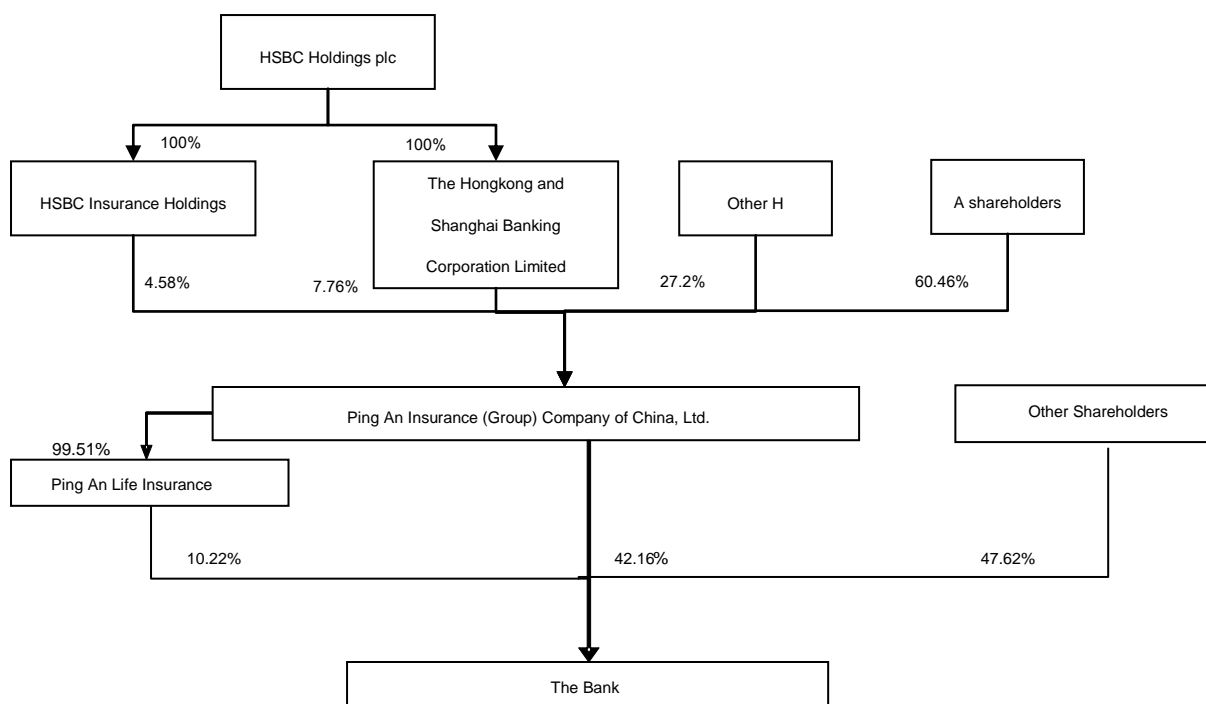 HSBC Holdings plc
100%
100%
HSBC Insurance Holdings
The Hongkong and
Shanghai Banking
Corporation Limited
Other H
A shareholders
4.58%
7.76%
27.2%
60.46%
Ping An Insurance (Group) Company of China, Ltd.
Other Shareholders
99.51%
Ping An Life Insurance
10.22%
42.16%
47.62%
The Bank